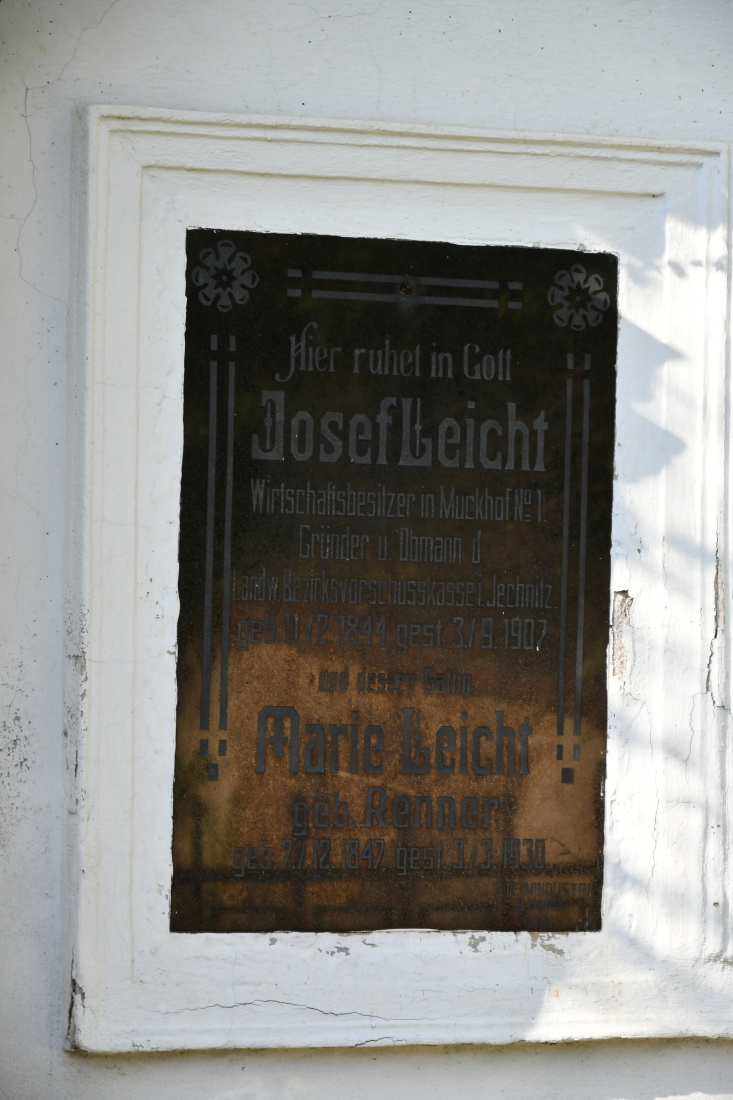 Hier ruhet in Gott
Josef Leicht
Wirtschaftsbesitzer in Muckhof No 1.
Gründer u. Obmann d.
Landw. Bezirksvorschusskasse i. Jechnitz.
geb. 11./2. 1844 gest. 3./9. 1907
und dessen Gattin
Marie Leicht
geb. Renner
geb. 7./12. 1847 gest. 3./3. 1930.